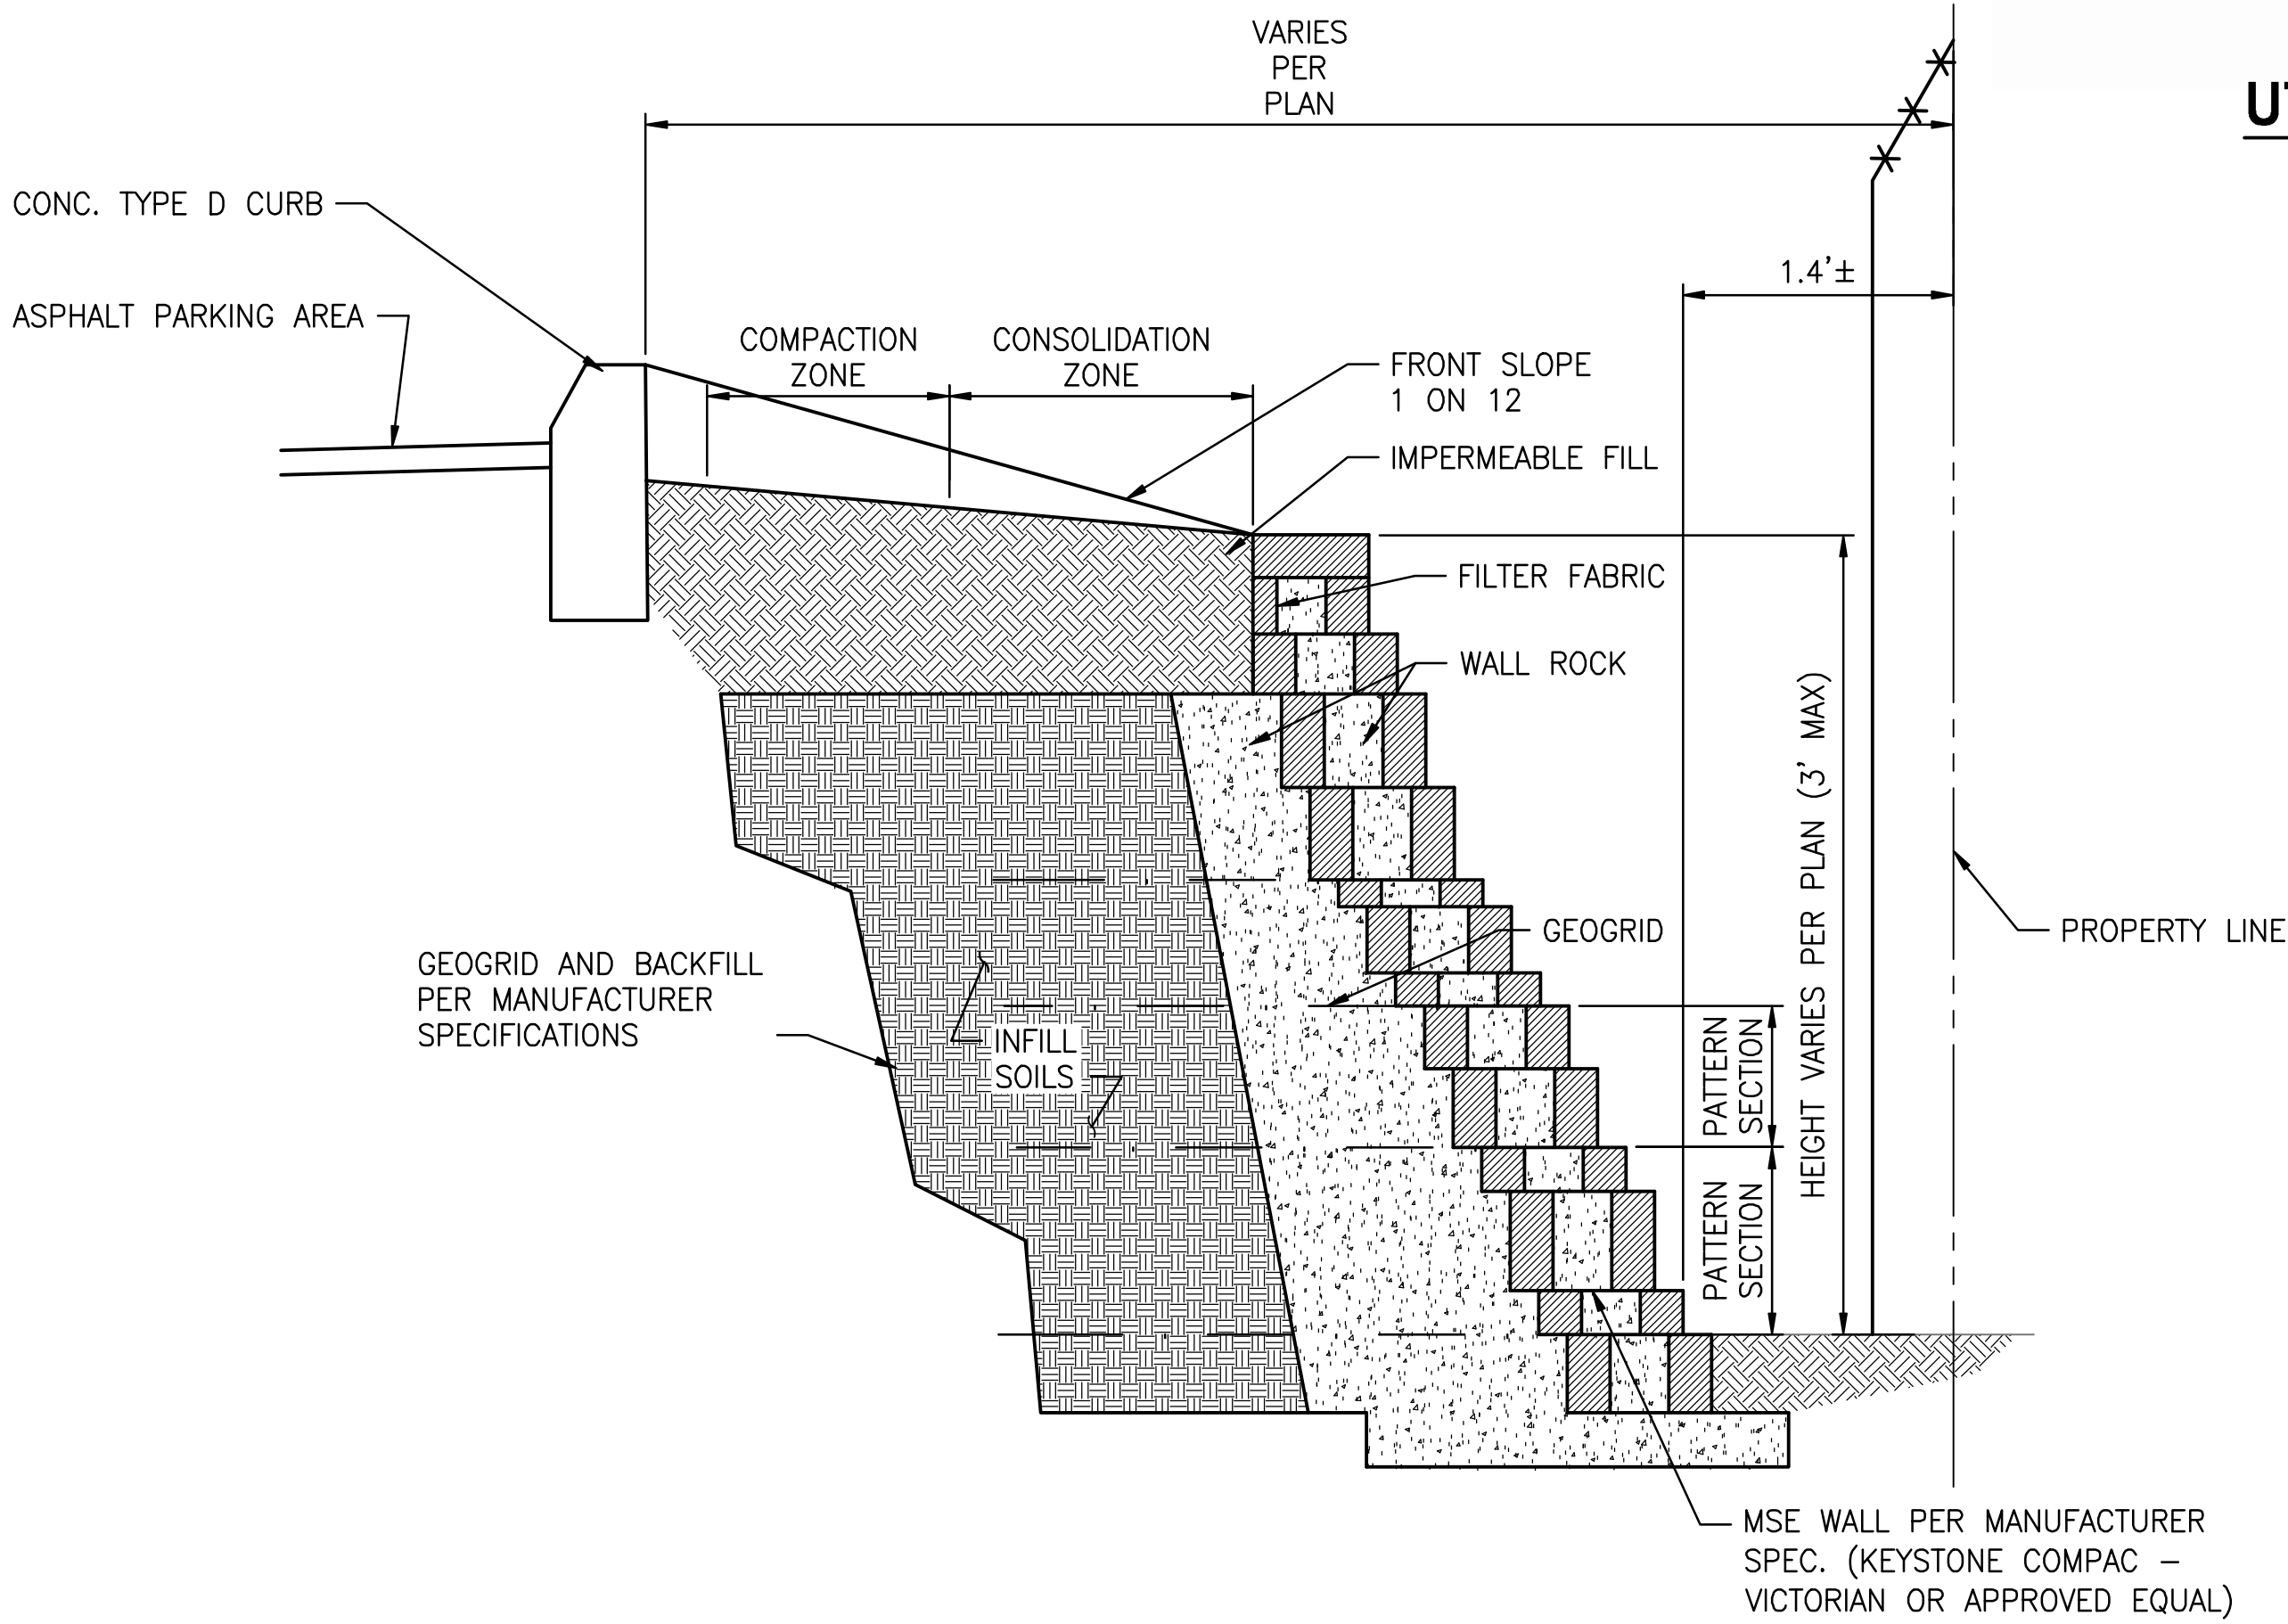 VARIES
PER
PLAN
UT
CONC. TYPE D CURB
1.4'±
ASPHALT PARKING AREA
COMPACTION
ZONE
CONSOLIDATION
ZONE
FRONT SLOPE
1 ON 12
IMPERMEABLE FILL
FILTER FABRIC
WALL ROCK
HEIGHT VARIES PER PLAN (3' MAX)
GEOGRID
PROPERTY LINE
GEOGRID AND BACKFILL
PER MANUFACTURER
SPECIFICATIONS
INFILL
SOILS
PATTERN
SECTION
PATTERN
SECTION
MSE WALL PER MANUFACTURER
SPEC. (KEYSTONE COMPAC –
VICTORIAN OR APPROVED EQUAL)